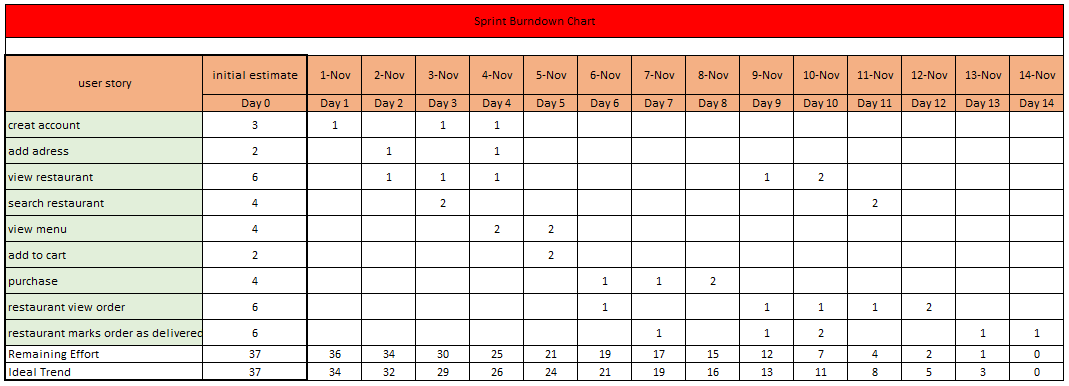 Sprint Burndown Chart
user story initial estimate 1-Nov 2-Nov 3-Nov 4-Nov 5-Nov 6-Nov 7-Nov 8-Nov 9-Nov 10-Nov 11-Nov 12-Nov 13-Nov 14-Nov
Day 0 Day 1 Day 2 Day 3 Day 4 Day 5 Day 6 Day 7 Day 8 Day 9 Day 10 Day 11 Day 12 Day 13 Day 14
creat account 3 1 1 1
add adress 2 1 1
view restaurant 6 1 1 1 1 2
search restaurant 4 2 2
view menu 4 2 2
add to cart 2 2
purchase 4 1 1 2
restaurant view order 6 1 1 1 1 2
restaurant marks order as delivered 6 1 1 2 1 1
Remaining Effort 37 36 34 30 25 21 19 17 15 12 7 4 2 1 0
Ideal Trend 37 34 32 29 26 24 21 19 16 13 11 8 5 3 0